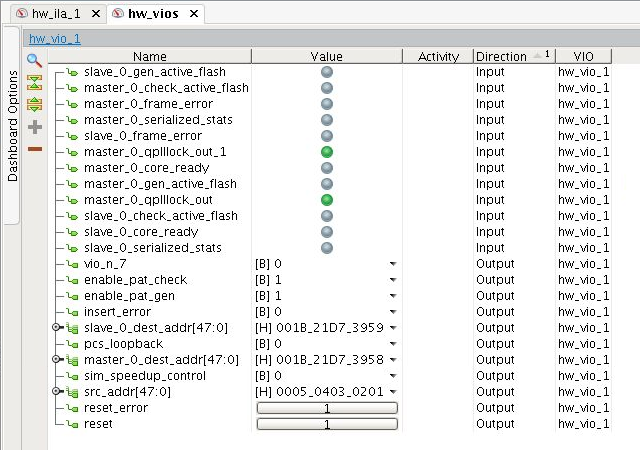 hw_ila_1 hw_vios
hw_vio_1
Dashboard Options
Name Value Activity Direction 1 VIO
slave_0_gen_active_flash Input hw_vio_1
master_0_check_active_flash Input hw_vio_1
master_0_frame_error Input hw_vio_1
master_0_serialized_stats Input hw_vio_1
slave_0_frame_error Input hw_vio_1
master_0_qplllock_out_1 Input hw_vio_1
master_0_core_ready Input hw_vio_1
master_0_gen_active_flash Input hw_vio_1
master_0_qplllock_out Input hw_vio_1
slave_0_check_active_flash Input hw_vio_1
slave_0_core_ready Input hw_vio_1
slave_0_serialized_stats Input hw_vio_1
vio_n_7 [B] 0 Output hw_vio_1
enable_pat_check [B] 1 Output hw_vio_1
enable_pat_gen [B] 1 Output hw_vio_1
insert_error [B] 0 Output hw_vio_1
slave_0_dest_addr[47:0] [H] 001B_21D7_3959 Output hw_vio_1
pcs_loopback [B] 0 Output hw_vio_1
master_0_dest_addr[47:0] [H] 001B_21D7_3958 Output hw_vio_1
sim_speedup_control [B] 0 Output hw_vio_1
src_addr[47:0] [H] 0005_0403_0201 Output hw_vio_1
reset_error 1 Output hw_vio_1
reset 1 Output hw_vio_1